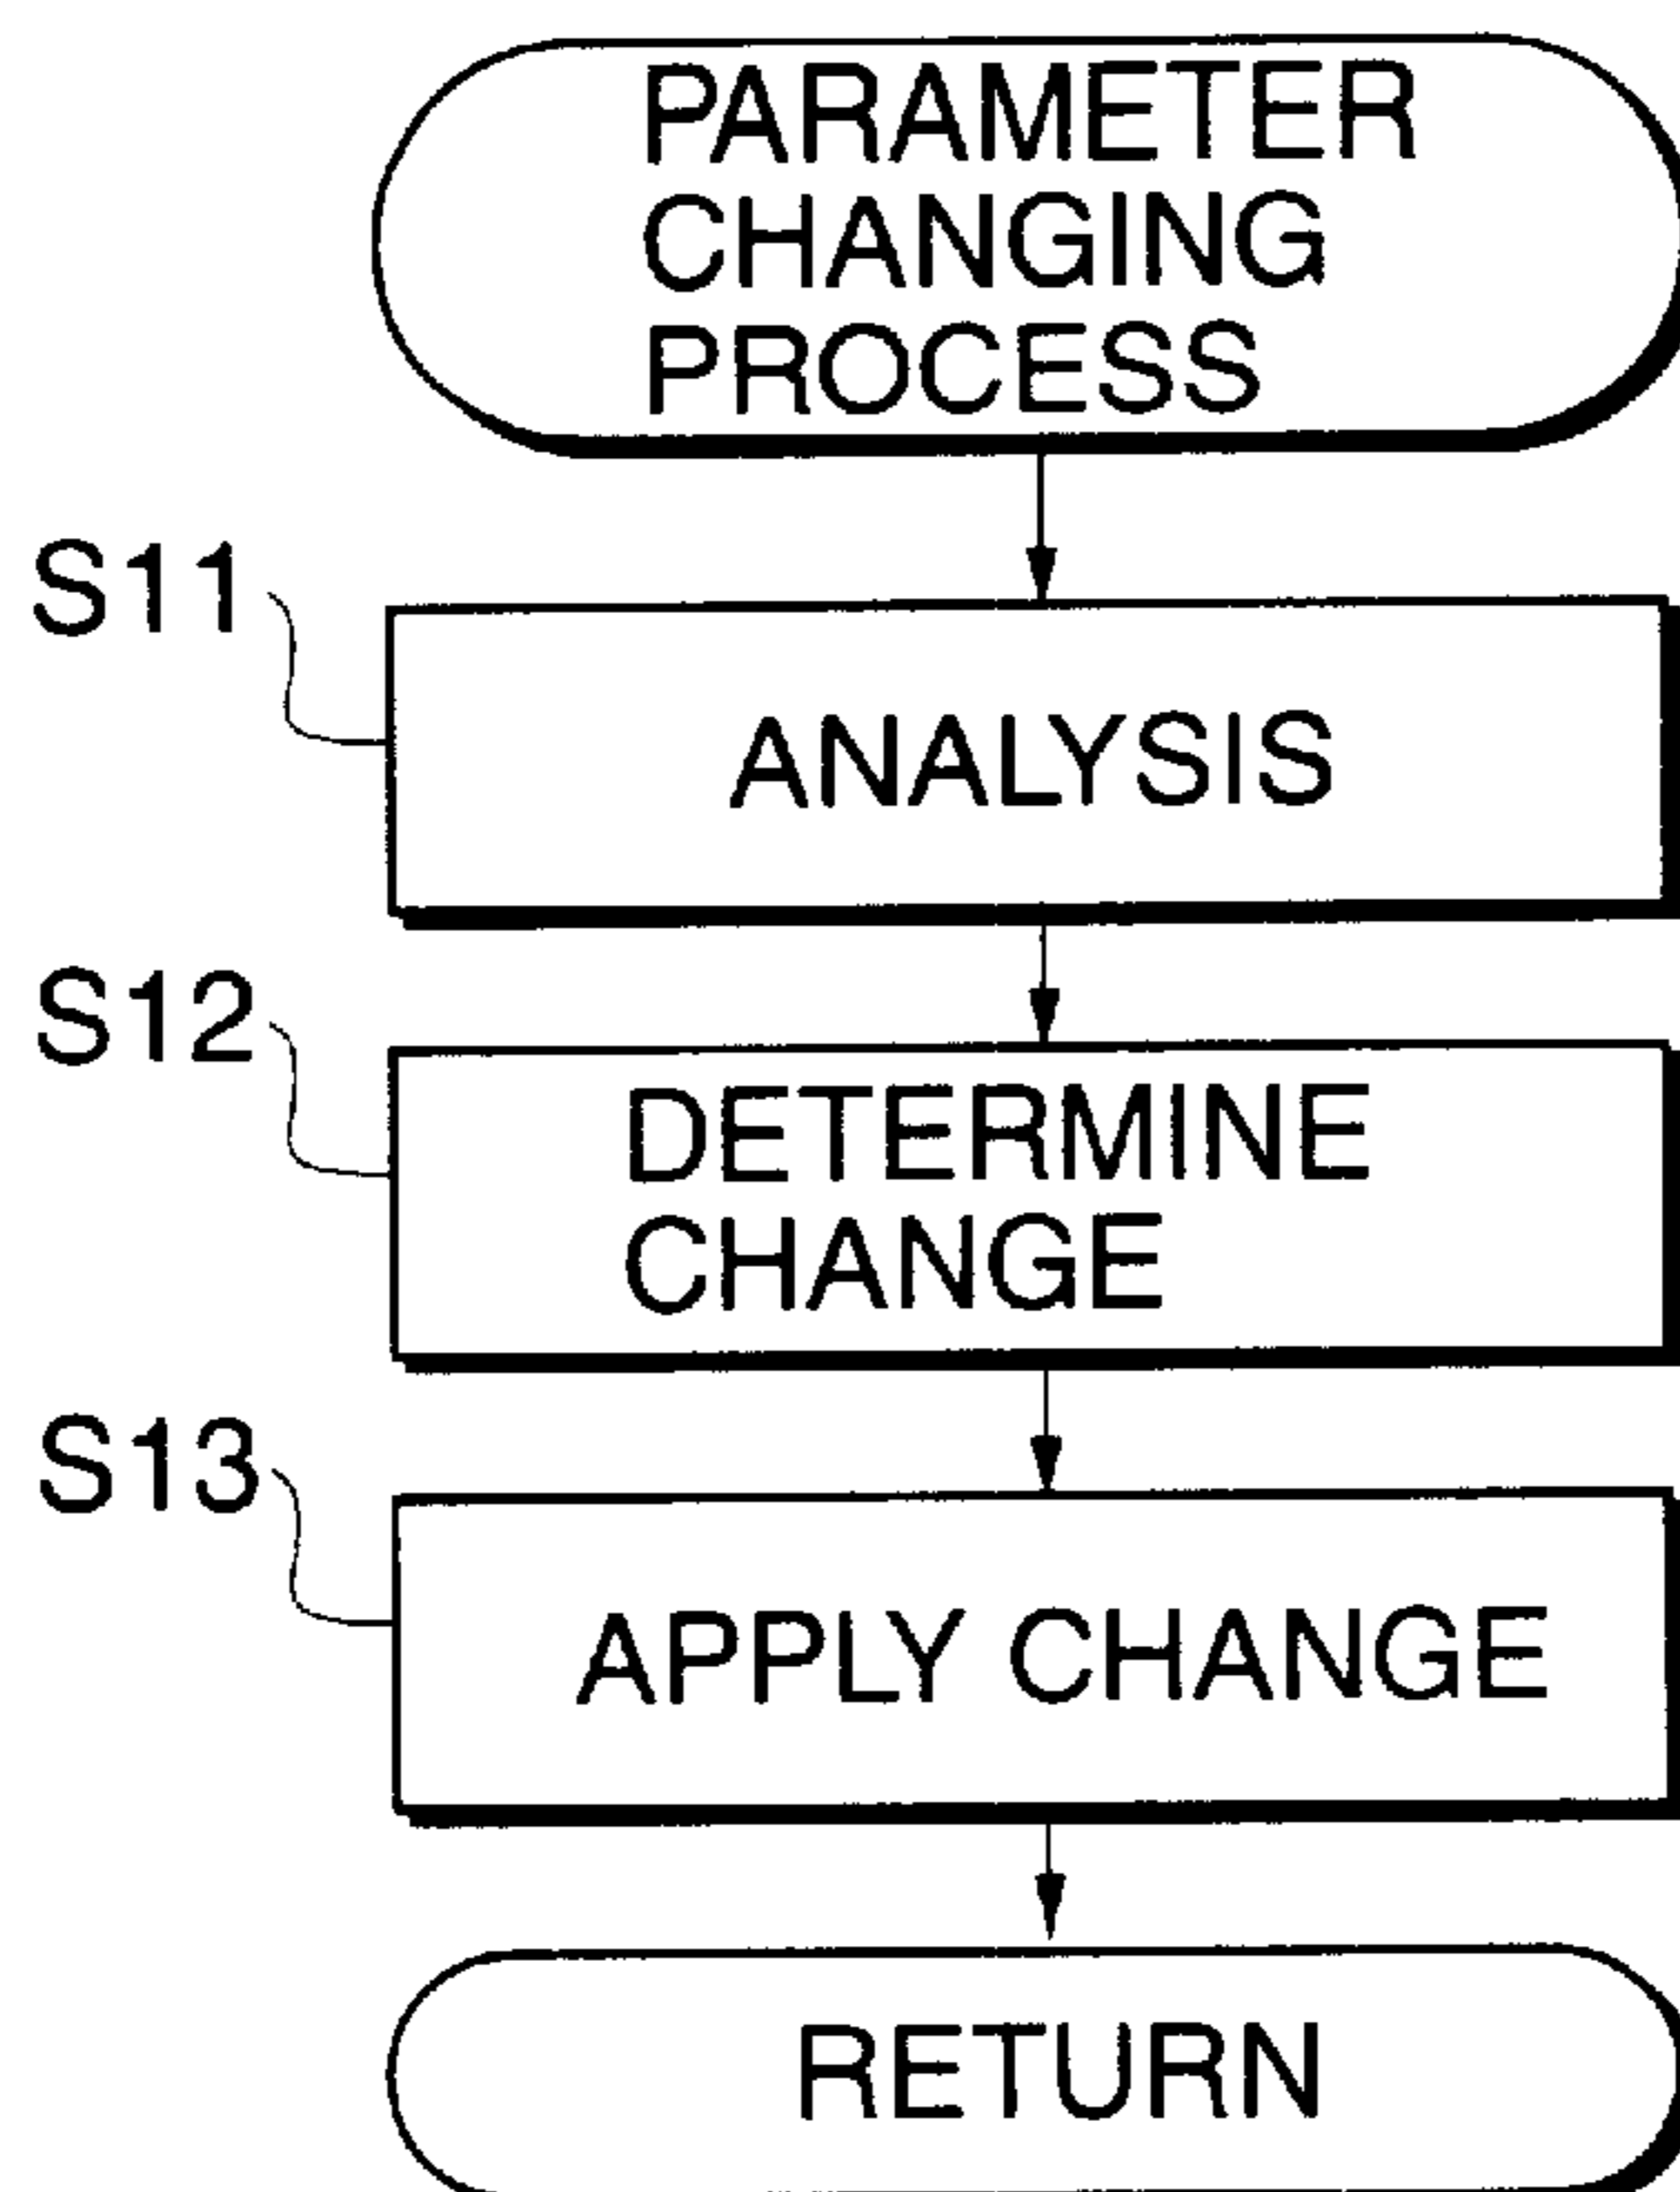 PARAMETER
CHANGING
PROCESS
S11
ANALYSIS
S12
DETERMINE
CHANGE
S13
APPLY CHANGE
RETURN